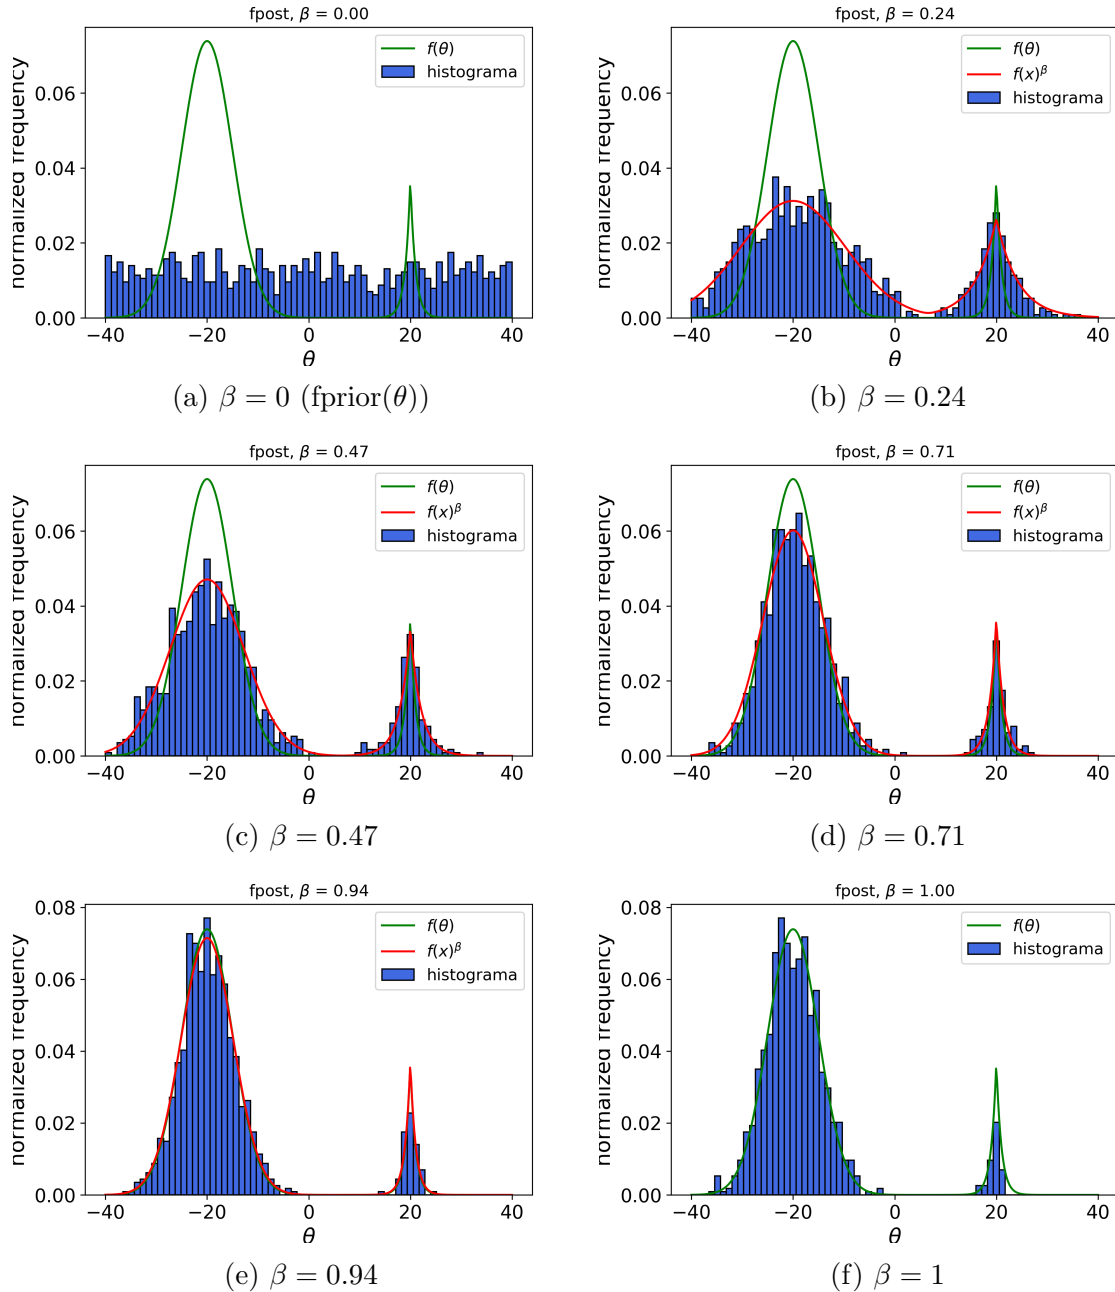 fpost, β = 0.00
normalized frequency
0.06
0.04
0.02
0.00
f(θ)
histograma
−40 −20 0 20 40
θ
(a) β = 0 (fprior(θ))
fpost, β = 0.24
normalized frequency
0.06
0.04
0.02
0.00
f(θ)
f(x)^β
histograma
−40 −20 0 20 40
θ
(b) β = 0.24
fpost, β = 0.47
normalized frequency
0.06
0.04
0.02
0.00
f(θ)
f(x)^β
histograma
−40 −20 0 20 40
θ
(c) β = 0.47
fpost, β = 0.71
normalized frequency
0.06
0.04
0.02
0.00
f(θ)
f(x)^β
histograma
−40 −20 0 20 40
θ
(d) β = 0.71
fpost, β = 0.94
normalized frequency
0.08
0.06
0.04
0.02
0.00
f(θ)
f(x)^β
histograma
−40 −20 0 20 40
θ
(e) β = 0.94
fpost, β = 1.00
normalized frequency
0.08
0.06
0.04
0.02
0.00
f(θ)
histograma
−40 −20 0 20 40
θ
(f) β = 1